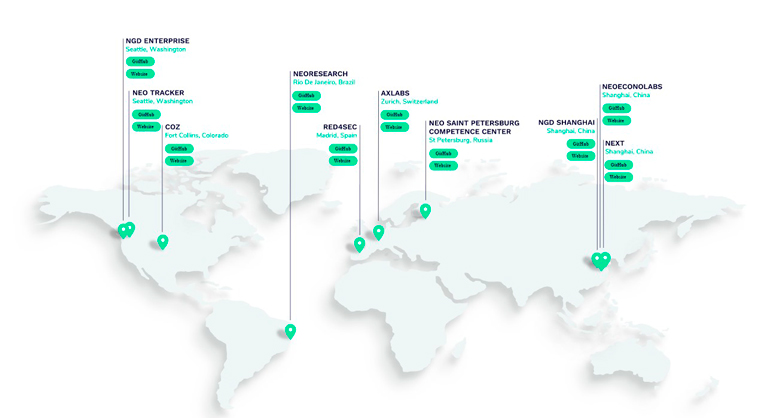 NGD ENTERPRISE
Seattle, Washington
GitHub
Website
NEO TRACKER
Seattle, Washington
GitHub
Website
COZ
Fort Collins, Colorado
GitHub
Website
NEORESEARCH
Rio De Janeiro, Brazil
GitHub
Website
RED4SEC
Madrid, Spain
GitHub
Website
AXLABS
Zurich, Switzerland
GitHub
Website
NEO SAINT PETERSBURG
COMPETENCE CENTER
St Petersburg, Russia
GitHub
Website
NGD SHANGHAI
Shanghai, China
GitHub
Website
NEOECONOLABS
Shanghai, China
GitHub
Website
NEXT
Shanghai, China
GitHub
Website